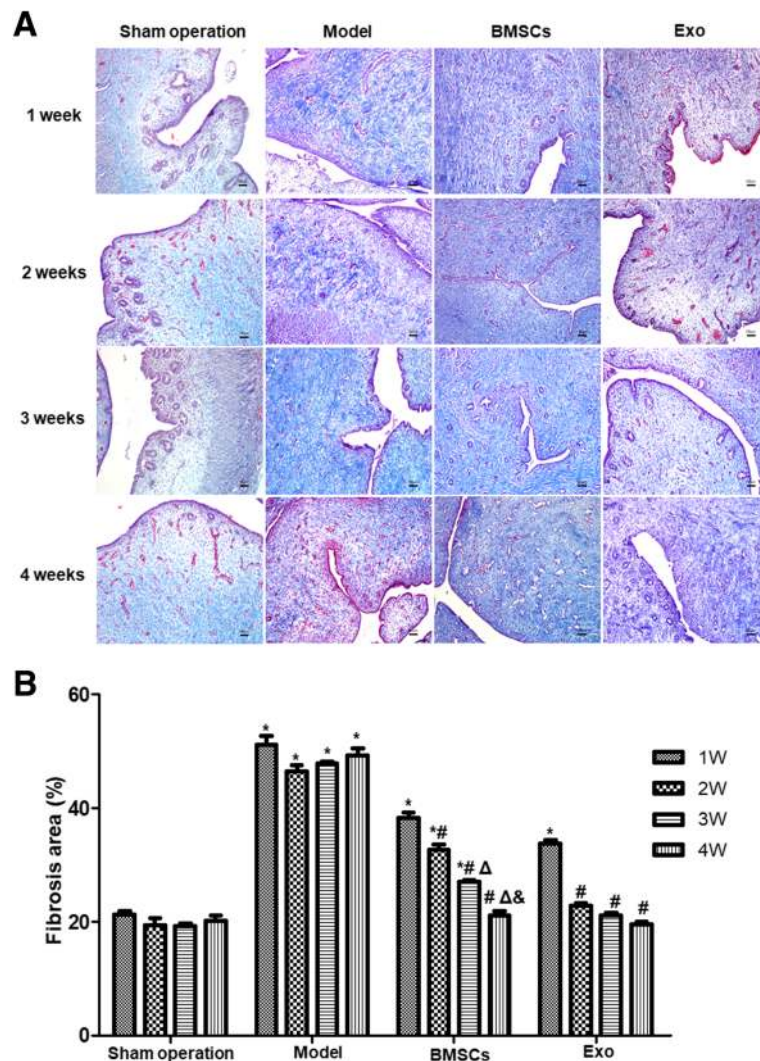 A
Sham operation Model BMSCs Exo
1 week
2 weeks
3 weeks
4 weeks
B
60
40
20
0
Fibrosis area (%)
* * * *
* *# *# Δ # Δ&
* # # #
1W
2W
3W
4W
Sham operation Model BMSCs Exo